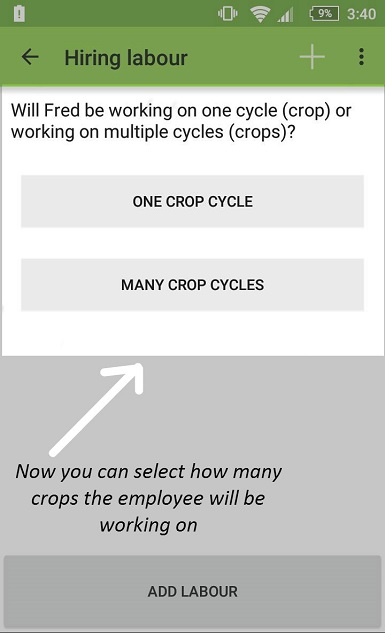 9% 3:40
Hiring labour
Will Fred be working on one cycle (crop) or
working on multiple cycles (crops)?
ONE CROP CYCLE
MANY CROP CYCLES
Now you can select how many
crops the employee will be
working on
ADD LABOUR